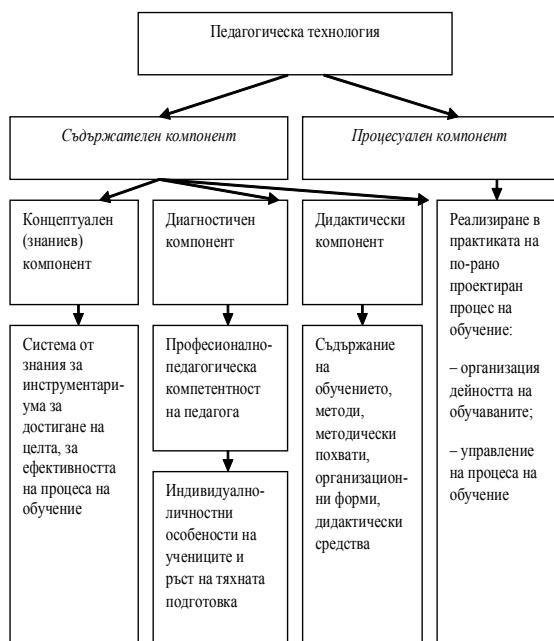 Педагогическа технология
Съдържателен компонент
Процесуален компонент
Концептуален
(знаниев)
компонент
Диагностичен
компонент
Дидактически
компонент
Реализиране в
практиката на
по-рано
проектиран
процес на
обучение:
– организация
дейността на
обучаваните;
– управление
на процеса на
обучение
Система от
знания за
инструментари-
ума за
достигане на
целта, за
ефективността
на процеса на
обучение
Професионално-
педагогическа
компетентност
на педагога
Индивидуално-
личностни
особености на
учениците и
ръст на тяхната
подготовка
Съдържание
на
обучението,
методи,
методически
похвати,
организацион-
ни форми,
дидактически
средства